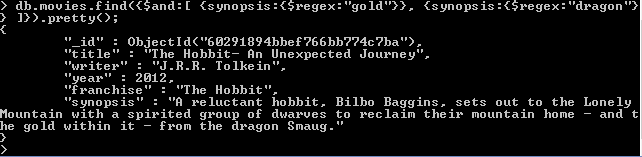 > db.movies.find({$and:[ {synopsis:{$regex:"gold"}}, {synopsis:{$regex:"dragon"}
} ]}).pretty();
{
"_id" : ObjectId("60291894bbef766bb774c7ba"),
"title" : "The Hobbit- An Unexpected Journey",
"writer" : "J.R.R. Tolkein",
"year" : 2012,
"franchise" : "The Hobbit",
"synopsis" : "A reluctant hobbit, Bilbo Baggins, sets out to the Lonely
Mountain with a spirited group of dwarves to reclaim their mountain home - and t
he gold within it - from the dragon Smaug."
}
>